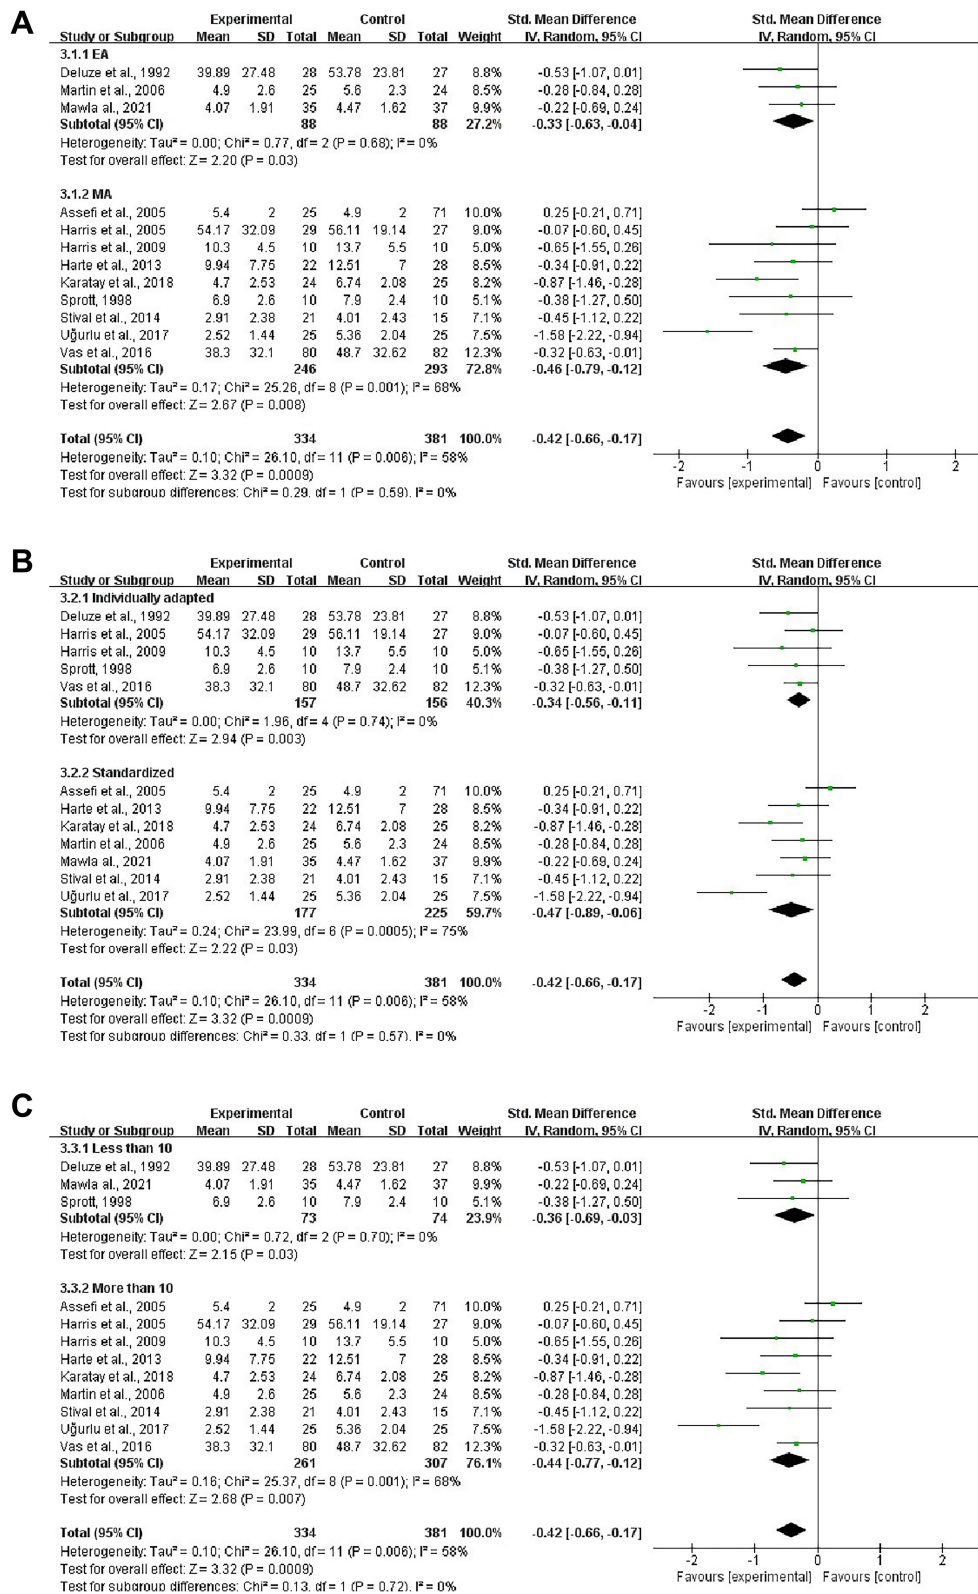 A
Experimental Control Std. Mean Difference Std. Mean Difference
Study or Subgroup Mean SD Total Mean SD Total Weight IV, Random, 95% CI IV, Random, 95% CI
3.1.1 EA
Deluze et al., 1992 39.89 27.48 28 53.78 23.81 27 8.8% -0.53 [-1.07, 0.01]
Martin et al., 2006 4.9 2.6 25 5.6 2.3 24 8.5% -0.28 [-0.84, 0.28]
Mawla al., 2021 4.07 1.91 35 4.47 1.62 37 9.9% -0.22 [-0.69, 0.24]
Subtotal (95% CI) 88 88 27.2% -0.33 [-0.63, -0.04]
Heterogeneity: Tau² = 0.00; Chi² = 0.77, df = 2 (P = 0.68); I² = 0%
Test for overall effect: Z = 2.20 (P = 0.03)
3.1.2 MA
Assefi et al., 2005 5.4 2 25 4.9 2 71 10.0% 0.25 [-0.21, 0.71]
Harris et al., 2005 54.17 32.09 29 56.11 19.14 27 9.0% -0.07 [-0.60, 0.45]
Harris et al., 2009 10.3 4.5 10 13.7 5.5 10 5.0% -0.65 [-1.55, 0.26]
Harte et al., 2013 9.94 7.75 22 12.51 7 28 8.5% -0.34 [-0.91, 0.22]
Karatay et al., 2018 4.7 2.53 24 6.74 2.08 25 8.2% -0.87 [-1.46, -0.28]
Sprott, 1998 6.9 2.6 10 7.9 2.4 10 5.1% -0.38 [-1.27, 0.50]
Stival et al., 2014 2.91 2.38 21 4.01 2.43 15 7.1% -0.45 [-1.12, 0.22]
Uğurlu et al., 2017 2.52 1.44 25 5.36 2.04 25 7.5% -1.58 [-2.22, -0.94]
Vas et al., 2016 38.3 32.1 80 48.7 32.62 82 12.3% -0.32 [-0.63, -0.01]
Subtotal (95% CI) 246 293 72.8% -0.46 [-0.79, -0.12]
Heterogeneity: Tau² = 0.17; Chi² = 25.26, df = 8 (P = 0.001); I² = 68%
Test for overall effect: Z = 2.67 (P = 0.008)
Total (95% CI) 334 381 100.0% -0.42 [-0.66, -0.17]
Heterogeneity: Tau² = 0.10; Chi² = 26.10, df = 11 (P = 0.006); I² = 58%
Test for overall effect: Z = 3.32 (P = 0.0009)
Test for subgroup differences: Chi² = 0.29, df = 1 (P = 0.59), I² = 0%
-2 -1 0 1 2
Favours [experimental] Favours [control]
B
Experimental Control Std. Mean Difference Std. Mean Difference
Study or Subgroup Mean SD Total Mean SD Total Weight IV, Random, 95% CI IV, Random, 95% CI
3.2.1 Individually adapted
Deluze et al., 1992 39.89 27.48 28 53.78 23.81 27 8.8% -0.53 [-1.07, 0.01]
Harris et al., 2005 54.17 32.09 29 56.11 19.14 27 9.0% -0.07 [-0.60, 0.45]
Harris et al., 2009 10.3 4.5 10 13.7 5.5 10 5.0% -0.65 [-1.55, 0.26]
Sprott, 1998 6.9 2.6 10 7.9 2.4 10 5.1% -0.38 [-1.27, 0.50]
Vas et al., 2016 38.3 32.1 80 48.7 32.62 82 12.3% -0.32 [-0.63, -0.01]
Subtotal (95% CI) 157 156 40.3% -0.34 [-0.56, -0.11]
Heterogeneity: Tau² = 0.00; Chi² = 1.96, df = 4 (P = 0.74); I² = 0%
Test for overall effect: Z = 2.94 (P = 0.003)
3.2.2 Standardized
Assefi et al., 2005 5.4 2 25 4.9 2 71 10.0% 0.25 [-0.21, 0.71]
Harte et al., 2013 9.94 7.75 22 12.51 7 28 8.5% -0.34 [-0.91, 0.22]
Karatay et al., 2018 4.7 2.53 24 6.74 2.08 25 8.2% -0.87 [-1.46, -0.28]
Martin et al., 2006 4.9 2.6 25 5.6 2.3 24 8.5% -0.28 [-0.84, 0.28]
Mawla al., 2021 4.07 1.91 35 4.47 1.62 37 9.9% -0.22 [-0.69, 0.24]
Stival et al., 2014 2.91 2.38 21 4.01 2.43 15 7.1% -0.45 [-1.12, 0.22]
Uğurlu et al., 2017 2.52 1.44 25 5.36 2.04 25 7.5% -1.58 [-2.22, -0.94]
Subtotal (95% CI) 177 225 59.7% -0.47 [-0.89, -0.06]
Heterogeneity: Tau² = 0.24; Chi² = 23.99, df = 6 (P = 0.0005); I² = 75%
Test for overall effect: Z = 2.22 (P = 0.03)
Total (95% CI) 334 381 100.0% -0.42 [-0.66, -0.17]
Heterogeneity: Tau² = 0.10; Chi² = 26.10, df = 11 (P = 0.006); I² = 58%
Test for overall effect: Z = 3.32 (P = 0.0009)
Test for subgroup differences: Chi² = 0.33, df = 1 (P = 0.57), I² = 0%
-2 -1 0 1 2
Favours [experimental] Favours [control]
C
Experimental Control Std. Mean Difference Std. Mean Difference
Study or Subgroup Mean SD Total Mean SD Total Weight IV, Random, 95% CI IV, Random, 95% CI
3.3.1 Less than 10
Deluze et al., 1992 39.89 27.48 28 53.78 23.81 27 8.8% -0.53 [-1.07, 0.01]
Mawla al., 2021 4.07 1.91 35 4.47 1.62 37 9.9% -0.22 [-0.69, 0.24]
Sprott, 1998 6.9 2.6 10 7.9 2.4 10 5.1% -0.38 [-1.27, 0.50]
Subtotal (95% CI) 73 74 23.9% -0.36 [-0.69, -0.03]
Heterogeneity: Tau² = 0.00; Chi² = 0.72, df = 2 (P = 0.70); I² = 0%
Test for overall effect: Z = 2.15 (P = 0.03)
3.3.2 More than 10
Assefi et al., 2005 5.4 2 25 4.9 2 71 10.0% 0.25 [-0.21, 0.71]
Harris et al., 2005 54.17 32.09 29 56.11 19.14 27 9.0% -0.07 [-0.60, 0.45]
Harris et al., 2009 10.3 4.5 10 13.7 5.5 10 5.0% -0.65 [-1.55, 0.26]
Harte et al., 2013 9.94 7.75 22 12.51 7 28 8.5% -0.34 [-0.91, 0.22]
Karatay et al., 2018 4.7 2.53 24 6.74 2.08 25 8.2% -0.87 [-1.46, -0.28]
Martin et al., 2006 4.9 2.6 25 5.6 2.3 24 8.5% -0.28 [-0.84, 0.28]
Stival et al., 2014 2.91 2.38 21 4.01 2.43 15 7.1% -0.45 [-1.12, 0.22]
Uğurlu et al., 2017 2.52 1.44 25 5.36 2.04 25 7.5% -1.58 [-2.22, -0.94]
Vas et al., 2016 38.3 32.1 80 48.7 32.62 82 12.3% -0.32 [-0.63, -0.01]
Subtotal (95% CI) 261 307 76.1% -0.44 [-0.77, -0.12]
Heterogeneity: Tau² = 0.16; Chi² = 25.37, df = 8 (P = 0.001); I² = 68%
Test for overall effect: Z = 2.68 (P = 0.007)
Total (95% CI) 334 381 100.0% -0.42 [-0.66, -0.17]
Heterogeneity: Tau² = 0.10; Chi² = 26.10, df = 11 (P = 0.006); I² = 58%
Test for overall effect: Z = 3.32 (P = 0.0009)
Test for subgroup differences: Chi² = 0.13, df = 1 (P = 0.72), I² = 0%
-2 -1 0 1 2
Favours [experimental] Favours [control]